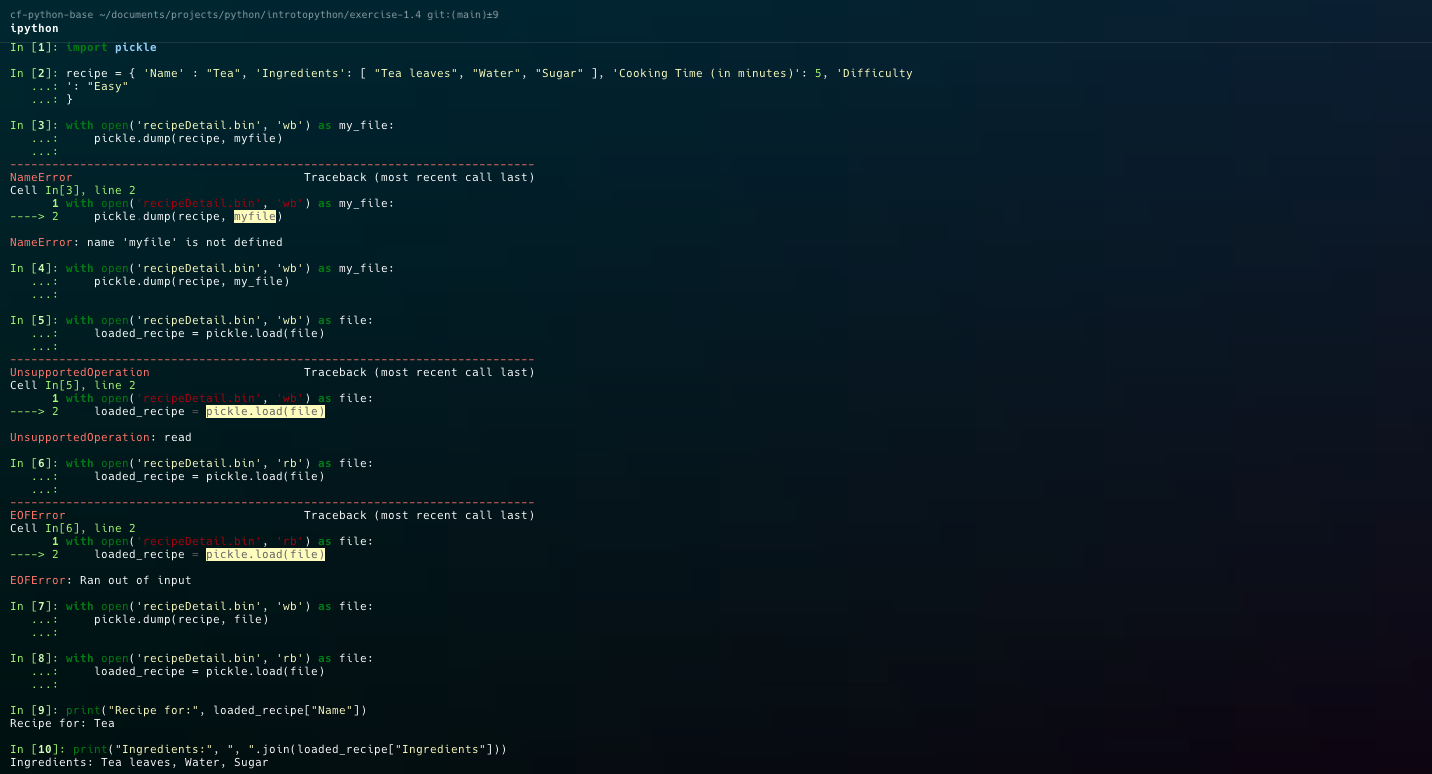 cf-python-base ~/documents/projects/python/introtopython/exercise-1.4 git:(main)±9
ipython
In [1]: import pickle
In [2]: recipe = { 'Name' : "Tea", 'Ingredients': [ "Tea leaves", "Water", "Sugar" ], 'Cooking Time (in minutes)': 5, 'Difficulty
   ...: ': "Easy"
   ...: }
In [3]: with open('recipeDetail.bin', 'wb') as my_file:
   ...:     pickle.dump(recipe, myfile)
   ...:
---------------------------------------------------------------------------
NameError                                 Traceback (most recent call last)
Cell In[3], line 2
      1 with open('recipeDetail.bin', 'wb') as my_file:
----> 2     pickle.dump(recipe, myfile)
NameError: name 'myfile' is not defined
In [4]: with open('recipeDetail.bin', 'wb') as my_file:
   ...:     pickle.dump(recipe, my_file)
   ...:
In [5]: with open('recipeDetail.bin', 'wb') as file:
   ...:     loaded_recipe = pickle.load(file)
   ...:
---------------------------------------------------------------------------
UnsupportedOperation                      Traceback (most recent call last)
Cell In[5], line 2
      1 with open('recipeDetail.bin', 'wb') as file:
----> 2     loaded_recipe = pickle.load(file)
UnsupportedOperation: read
In [6]: with open('recipeDetail.bin', 'rb') as file:
   ...:     loaded_recipe = pickle.load(file)
   ...:
---------------------------------------------------------------------------
EOFError                                  Traceback (most recent call last)
Cell In[6], line 2
      1 with open('recipeDetail.bin', 'rb') as file:
----> 2     loaded_recipe = pickle.load(file)
EOFError: Ran out of input
In [7]: with open('recipeDetail.bin', 'wb') as file:
   ...:     pickle.dump(recipe, file)
   ...:
In [8]: with open('recipeDetail.bin', 'rb') as file:
   ...:     loaded_recipe = pickle.load(file)
   ...:
In [9]: print("Recipe for:", loaded_recipe["Name"])
Recipe for: Tea
In [10]: print("Ingredients:", ", ".join(loaded_recipe["Ingredients"]))
Ingredients: Tea leaves, Water, Sugar